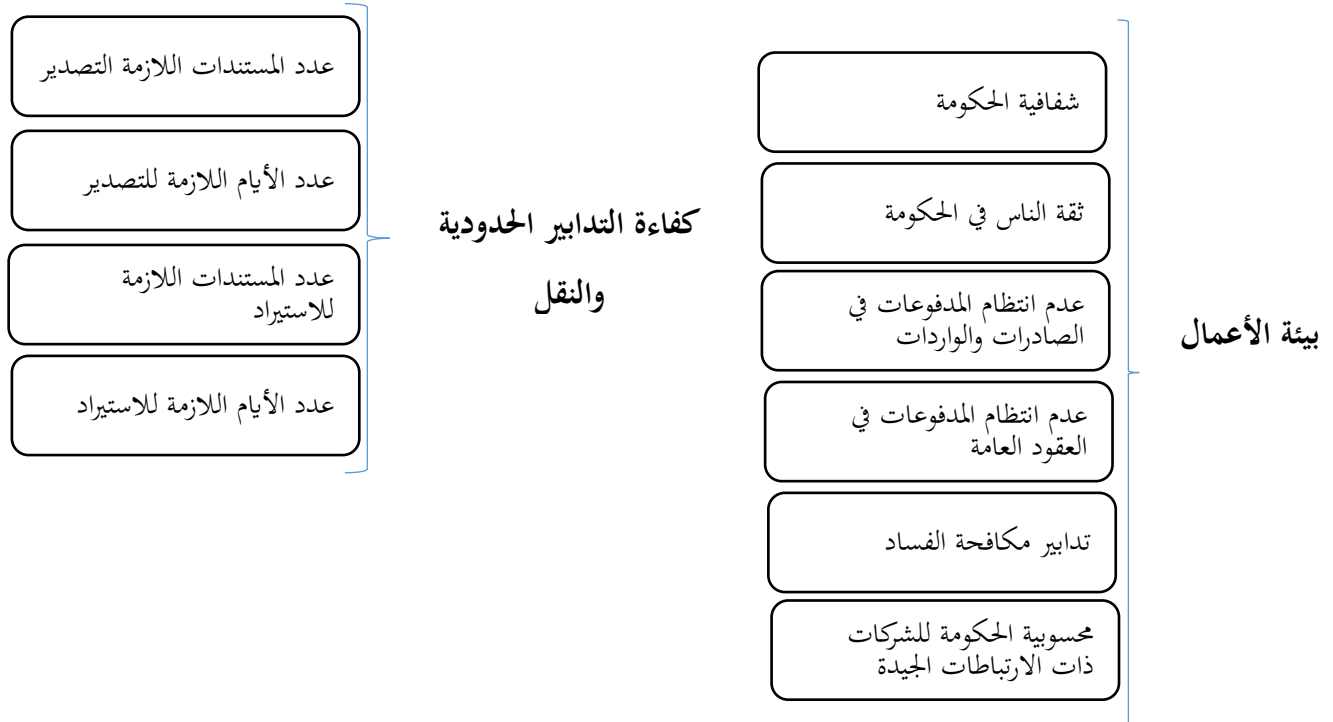 بيئة الأعمال
شفافية الحكومة
ثقة الناس في الحكومة
عدم انتظام المدفوعات في
الصادرات والواردات
عدم انتظام المدفوعات في
العقود العامة
تدابير مكافحة الفساد
محسوبية الحكومة للشركات
ذات الارتباطات الجيدة
كفاءة التدابير الحدودية
والنقل
عدد المستندات اللازمة التصدير
عدد الأيام اللازمة للتصدير
عدد المستندات اللازمة
للاستيراد
عدد الأيام اللازمة للاستيراد